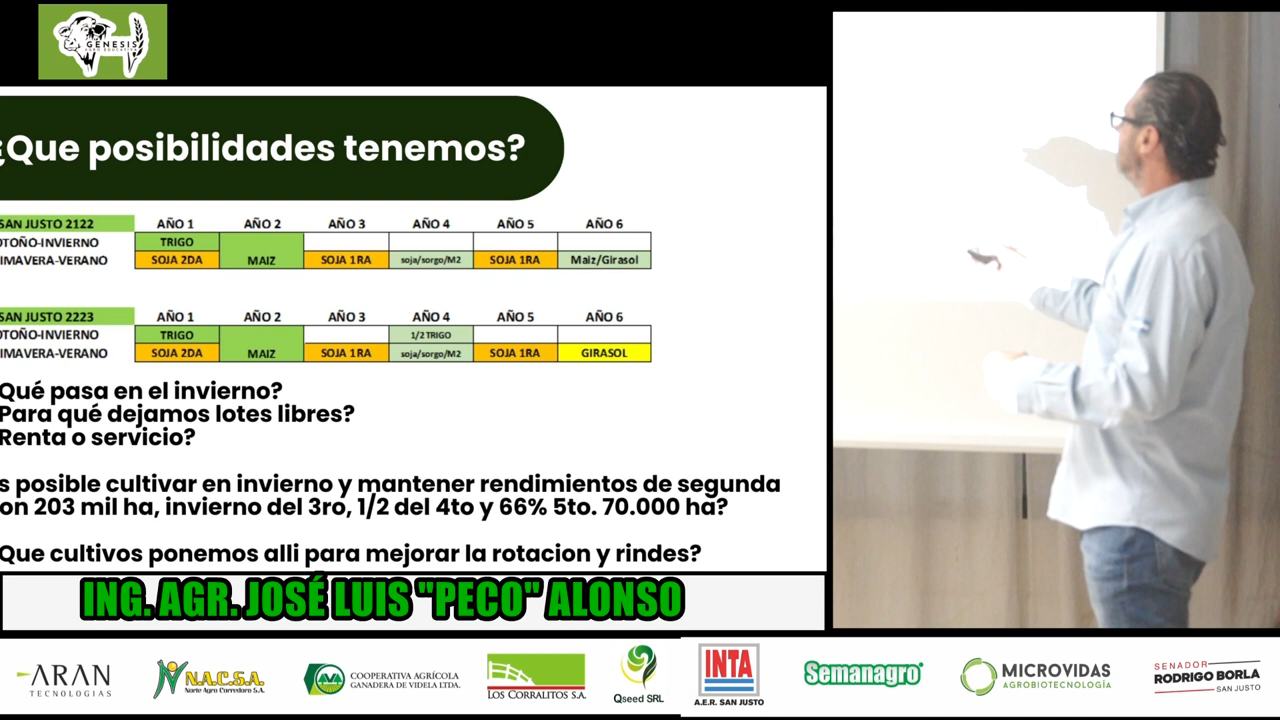 GENESIS
AGRO EDUCATIVA
¿Que posibilidades tenemos?
SAN JUSTO 2122 AÑO 1 AÑO 2 AÑO 3 AÑO 4 AÑO 5 AÑO 6
OTOÑO-INVIERNO TRIGO
IMAVERA-VERANO SOJA 2DA MAIZ SOJA 1RA soja/sorgo/M2 SOJA 1RA Maiz/Girasol
SAN JUSTO 2223 AÑO 1 AÑO 2 AÑO 3 AÑO 4 AÑO 5 AÑO 6
OTOÑO-INVIERNO TRIGO 1/2 TRIGO
IMAVERA-VERANO SOJA 2DA MAIZ SOJA 1RA soja/sorgo/M2 SOJA 1RA GIRASOL
Qué pasa en el invierno?
Para qué dejamos lotes libres?
Renta o servicio?
s posible cultivar en invierno y mantener rendimientos de segunda
on 203 mil ha, invierno del 3ro, 1/2 del 4to y 66% 5to. 70.000 ha?
Que cultivos ponemos alli para mejorar la rotacion y rindes?
ING. AGR. JOSÉ LUIS "PECO" ALONSO
ARAN
TECNOLOGIAS
N.A.C.S.A.
Norte Agro Corredora S.A.
COOPERATIVA AGRÍCOLA
GANADERA DE VIDELA LTDA.
LOS CORRALITOS S.A.
Qseed SRL
INTA
A.E.R. SAN JUSTO
Semanagro
MICROVIDAS
AGROBIOTECNOLOGÍA
SENADOR
RODRIGO BORLA
SAN JUSTO